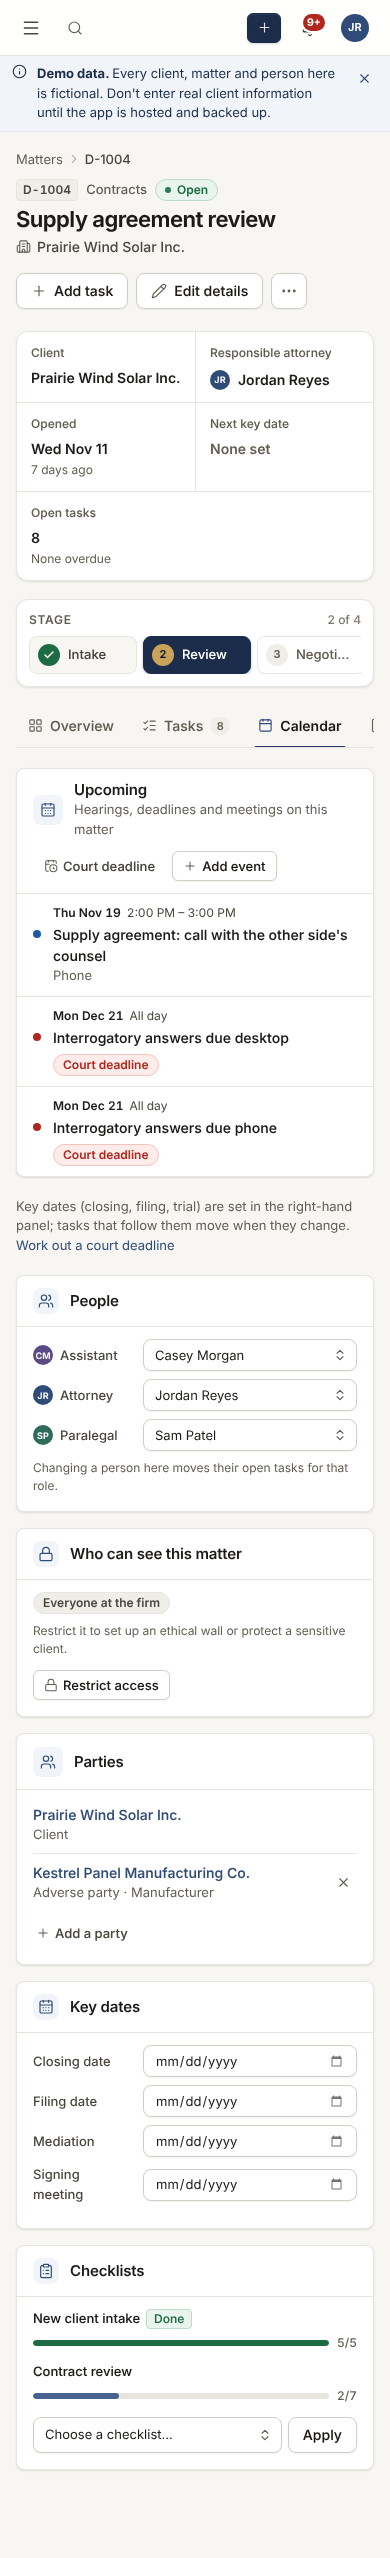 9+
JR
Demo data. Every client, matter and person here
is fictional. Don't enter real client information
until the app is hosted and backed up.
Matters > D-1004
D-1004 Contracts Open
Supply agreement review
Prairie Wind Solar Inc.
Add task Edit details
Client Responsible attorney
Prairie Wind Solar Inc. JR Jordan Reyes
Opened Next key date
Wed Nov 11 None set
7 days ago
Open tasks
8
None overdue
STAGE 2 of 4
Intake 2 Review 3 Negoti...
Overview Tasks 8 Calendar
Upcoming
Hearings, deadlines and meetings on this
matter
Court deadline Add event
Thu Nov 19 2:00 PM – 3:00 PM
Supply agreement: call with the other side's
counsel
Phone
Mon Dec 21 All day
Interrogatory answers due desktop
Court deadline
Mon Dec 21 All day
Interrogatory answers due phone
Court deadline
Key dates (closing, filing, trial) are set in the right-hand
panel; tasks that follow them move when they change.
Work out a court deadline
People
CM Assistant Casey Morgan
JR Attorney Jordan Reyes
SP Paralegal Sam Patel
Changing a person here moves their open tasks for that
role.
Who can see this matter
Everyone at the firm
Restrict it to set up an ethical wall or protect a sensitive
client.
Restrict access
Parties
Prairie Wind Solar Inc.
Client
Kestrel Panel Manufacturing Co.
Adverse party · Manufacturer
Add a party
Key dates
Closing date mm/dd/yyyy
Filing date mm/dd/yyyy
Mediation mm/dd/yyyy
Signing
meeting mm/dd/yyyy
Checklists
New client intake Done
5/5
Contract review
2/7
Choose a checklist... Apply